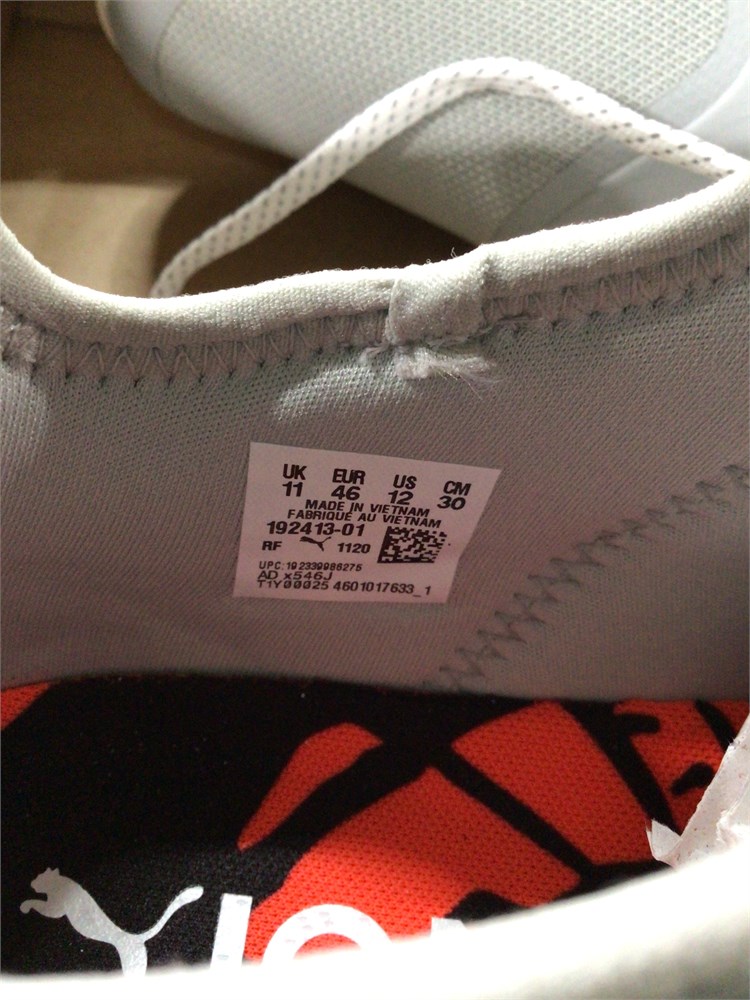 UK EUR US CM
11 46 12 30
MADE IN VIETNAM
FABRIQUÉ AU VIETNAM
192413-01
RF 1120
UPC:192339986275
AD x546J
T1Y00025 4601017633_1